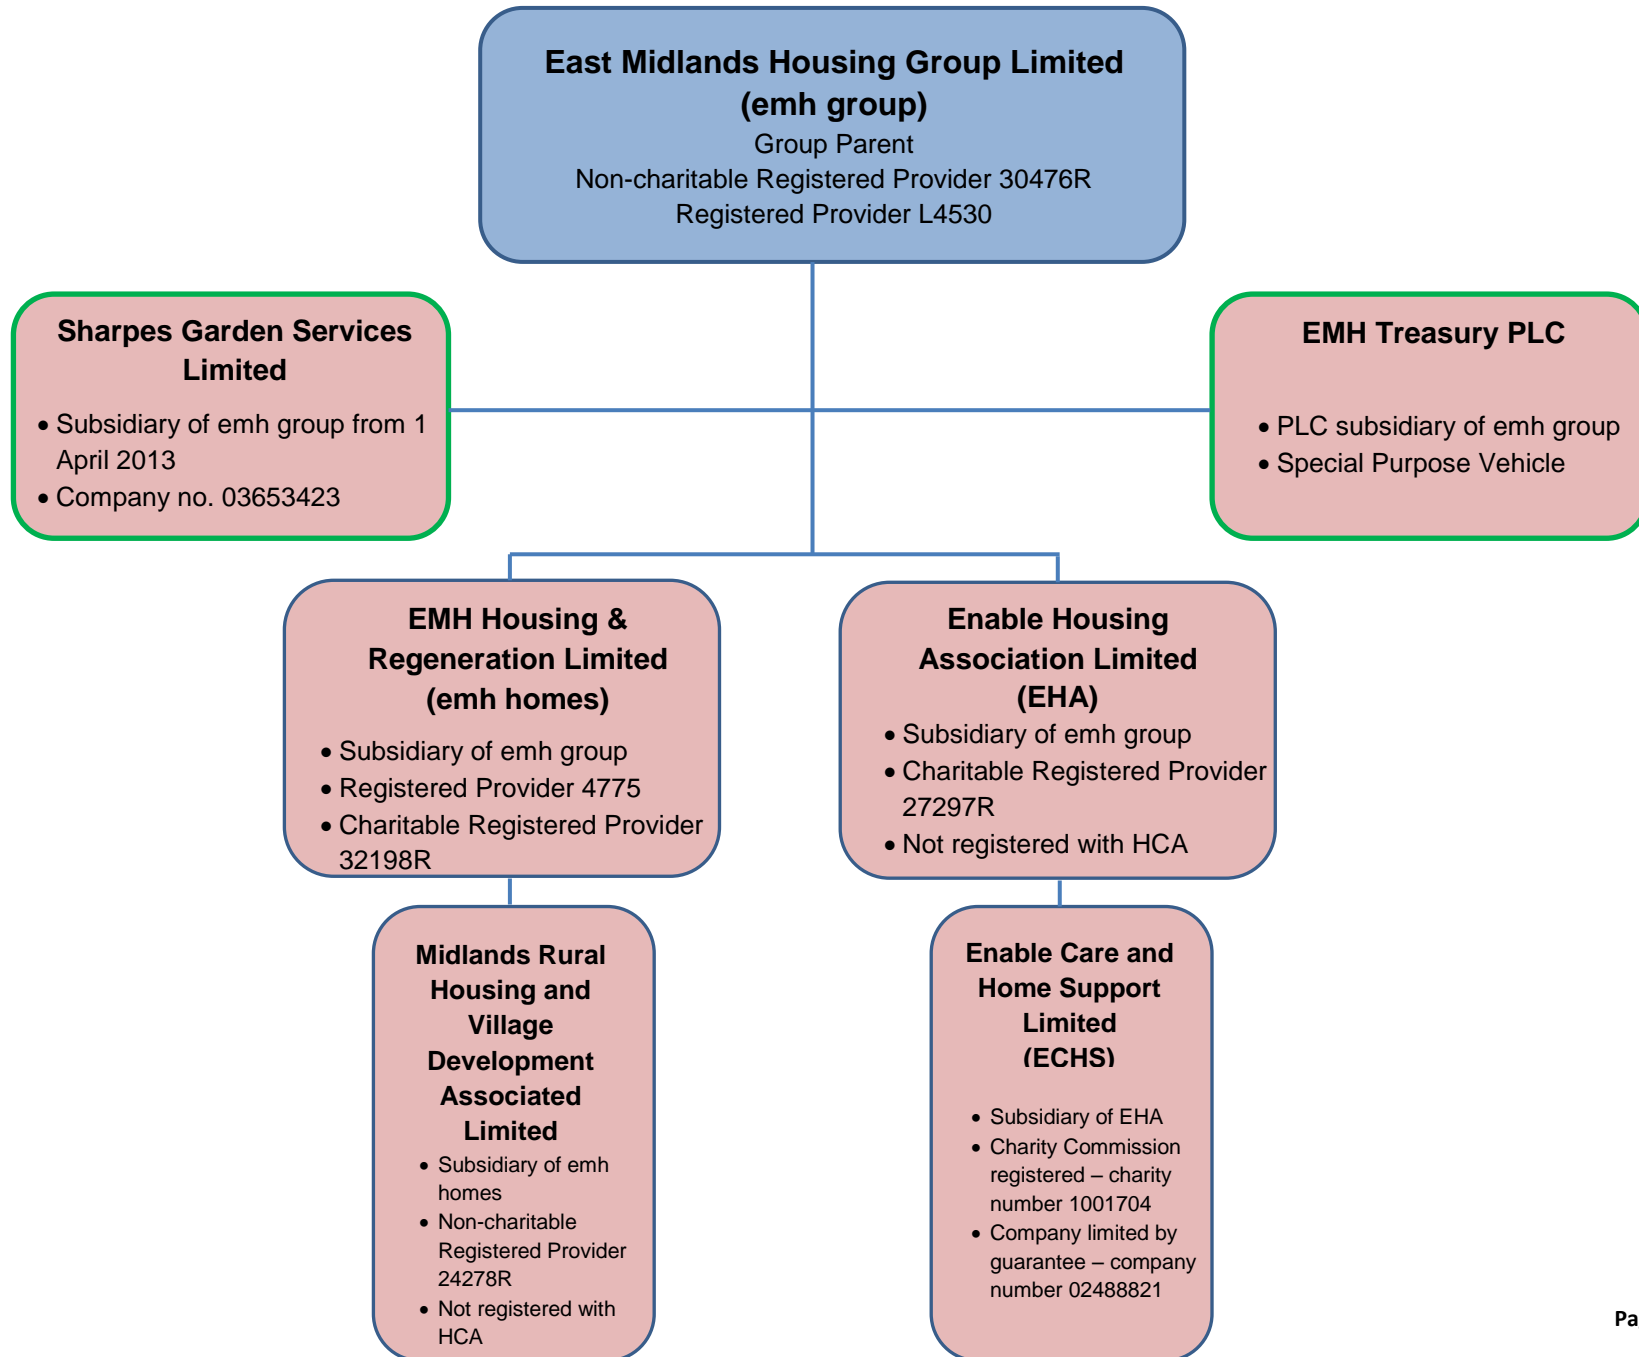 East Midlands Housing Group Limited
(emh group)
Group Parent
Non-charitable Registered Provider 30476R
Registered Provider L4530
Sharpes Garden Services
Limited
• Subsidiary of emh group from 1
April 2013
• Company no. 03653423
EMH Treasury PLC
• PLC subsidiary of emh group
• Special Purpose Vehicle
EMH Housing &
Regeneration Limited
(emh homes)
• Subsidiary of emh group
• Registered Provider 4775
• Charitable Registered Provider
32198R
Enable Housing
Association Limited
(EHA)
• Subsidiary of emh group
• Charitable Registered Provider
27297R
• Not registered with HCA
Midlands Rural
Housing and
Village
Development
Associated
Limited
• Subsidiary of emh
homes
• Non-charitable
Registered Provider
24278R
• Not registered with
HCA
Enable Care and
Home Support
Limited
(ECHS)
• Subsidiary of EHA
• Charity Commission
registered – charity
number 1001704
• Company limited by
guarantee – company
number 02488821
Pa